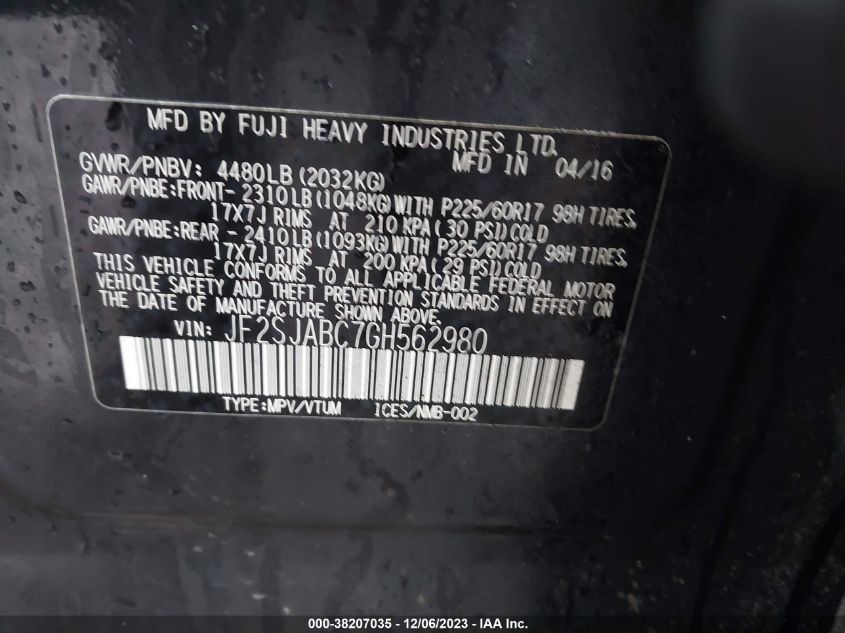 MFD BY FUJI HEAVY INDUSTRIES LTD.
MFD IN 04/16
GVWR/PNBV: 4480LB (2032KG)
GAWR/PNBE:FRONT- 2310LB (1048KG) WITH P225/60R17 98H TIRES,
17X7J RIMS AT 210 KPA ( 30 PSI) COLD
GAWR/PNBE:REAR - 2410LB (1093KG) WITH P225/60R17 98H TIRES,
17X7J RIMS AT 200 KPA (29 PSI) COLD
THIS VEHICLE CONFORMS TO ALL APPLICABLE FEDERAL MOTOR
VEHICLE SAFETY AND THEFT PREVENTION STANDARDS IN EFFECT ON
THE DATE OF MANUFACTURE SHOWN ABOVE.
VIN: JF2SJABC7GH562980
TYPE:MPV/VTUM ICES/NMB-002
000-38207035 - 12/06/2023 - IAA Inc.